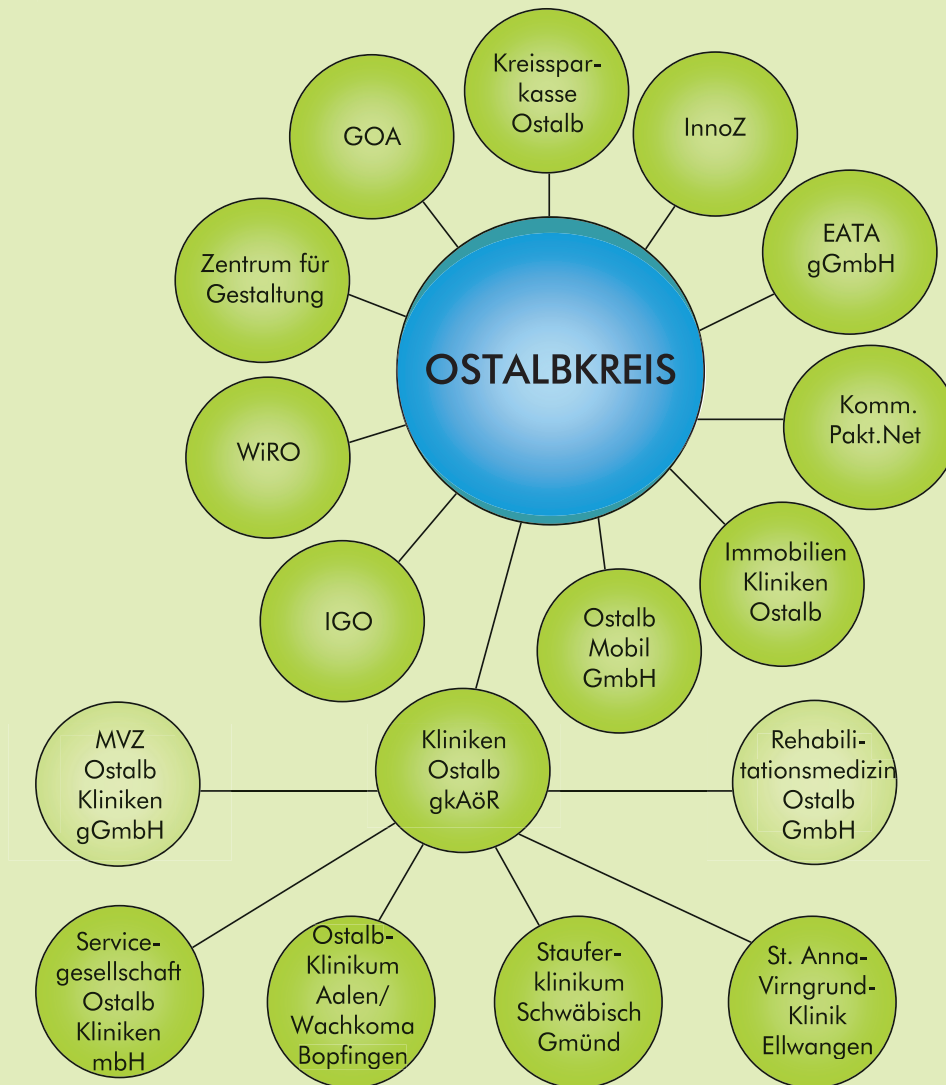 Kreisspar-
kasse
Ostalb
GOA
InnoZ
Zentrum für
Gestaltung
EATA
gGmbH
OSTALBKREIS
Komm.
Pakt.Net
WiRO
Immobilien
Kliniken
Ostalb
IGO
Ostalb
Mobil
GmbH
MVZ
Ostalb
Kliniken
gGmbH
Kliniken
Ostalb
gkAöR
Rehabili-
tationsmedizin
Ostalb
GmbH
Service-
gesellschaft
Ostalb
Kliniken
mbH
Ostalb-
Klinikum
Aalen/
Wachkoma
Bopfingen
Staufer-
klinikum
Schwäbisch
Gmünd
St. Anna-
Virngrund-
Klinik
Ellwangen